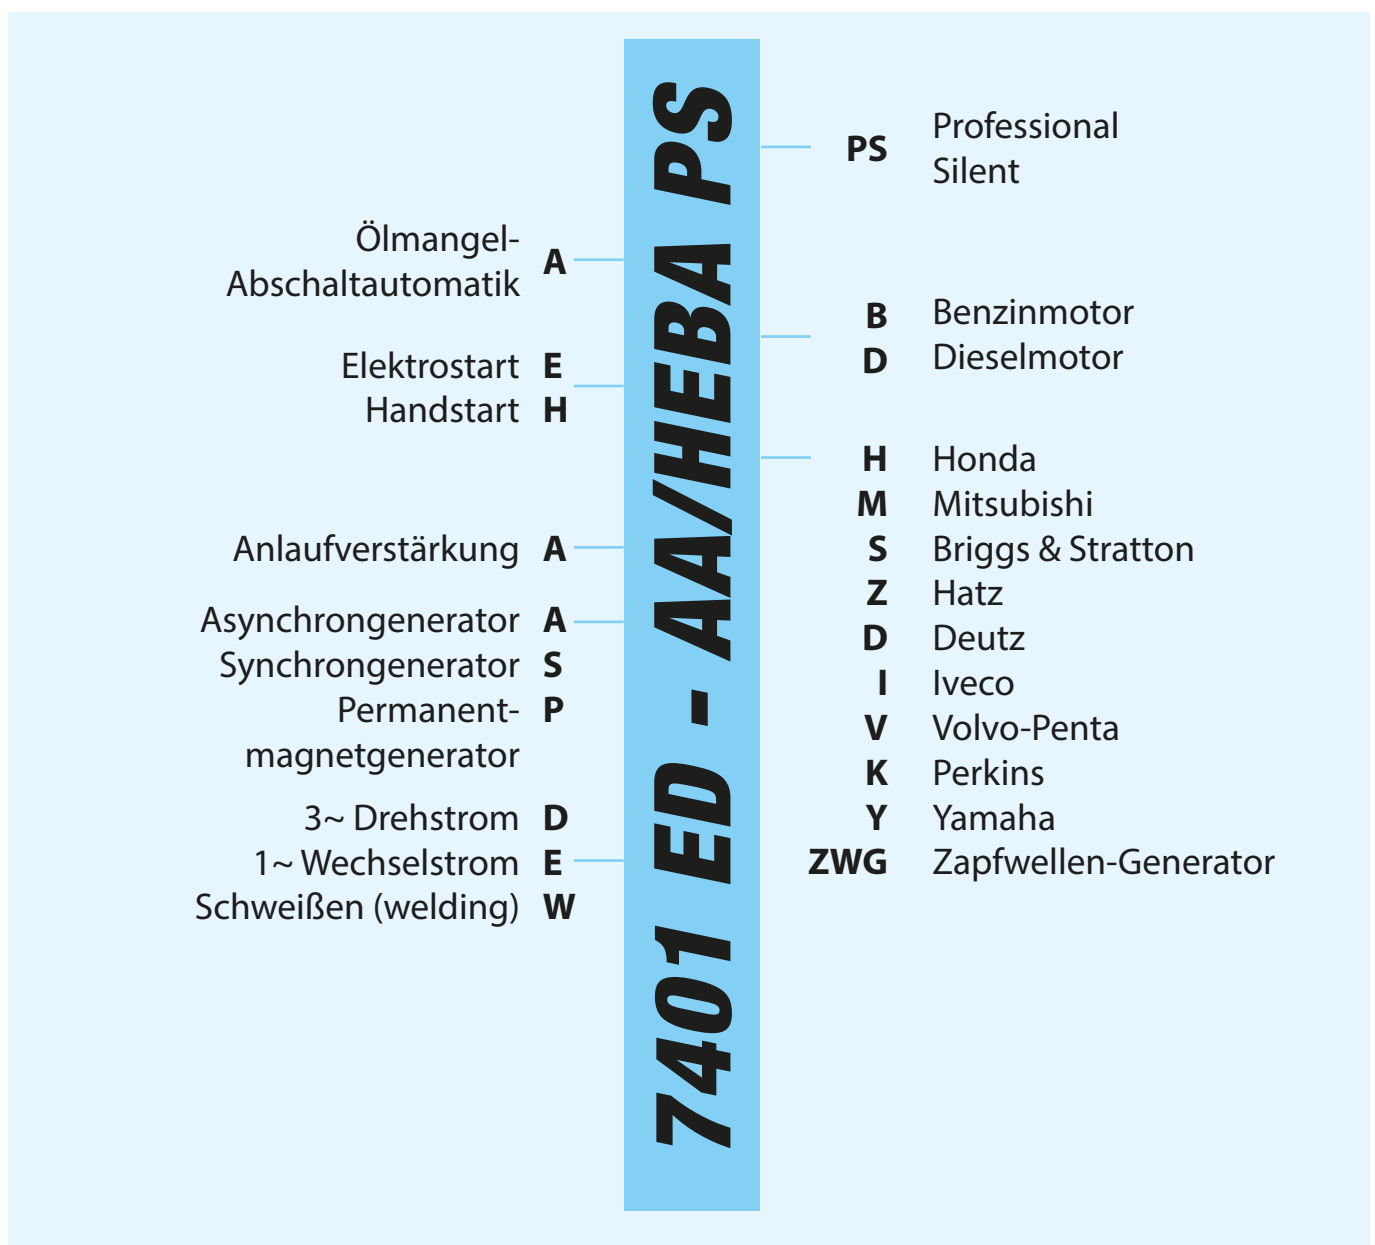 7401 ED - AA/HEBA PS
Ölmangel-
Abschaltautomatik A
Elektrostart E
Handstart H
Anlaufverstärkung A
Asynchrongenerator A
Synchrongenerator S
Permanent- P
magnetgenerator
3~ Drehstrom D
1~ Wechselstrom E
Schweißen (welding) W
PS Professional
Silent
B Benzinmotor
D Dieselmotor
H Honda
M Mitsubishi
S Briggs & Stratton
Z Hatz
D Deutz
I Iveco
V Volvo-Penta
K Perkins
Y Yamaha
ZWG Zapfwellen-Generator